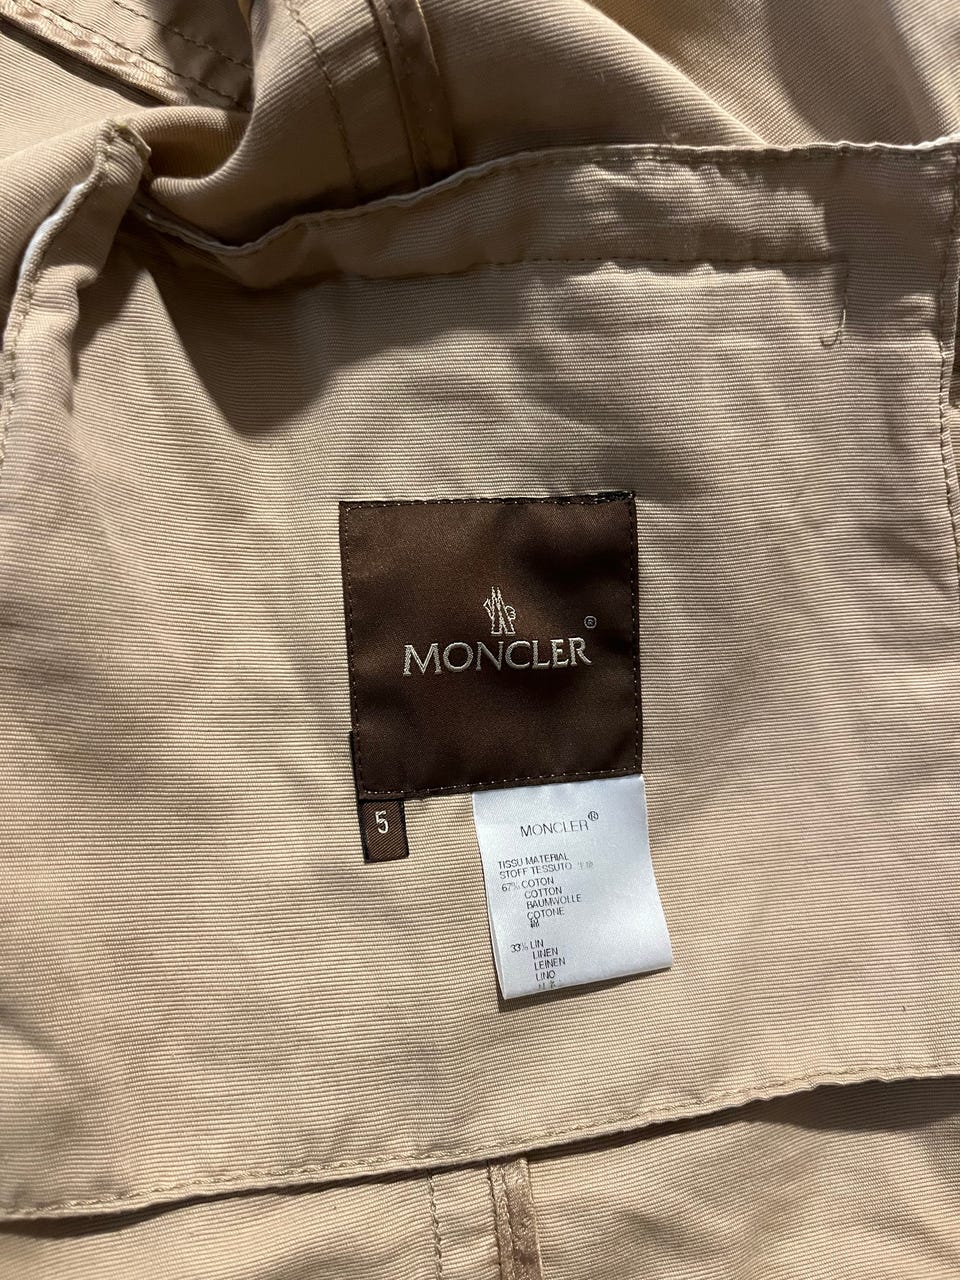 MONCLER®
5
MONCLER®
TISSU MATERIAL
STOFF TESSUTO
67% COTON
COTTON
BAUMWOLLE
COTONE
33% LIN
LINEN
LEINEN
LINO